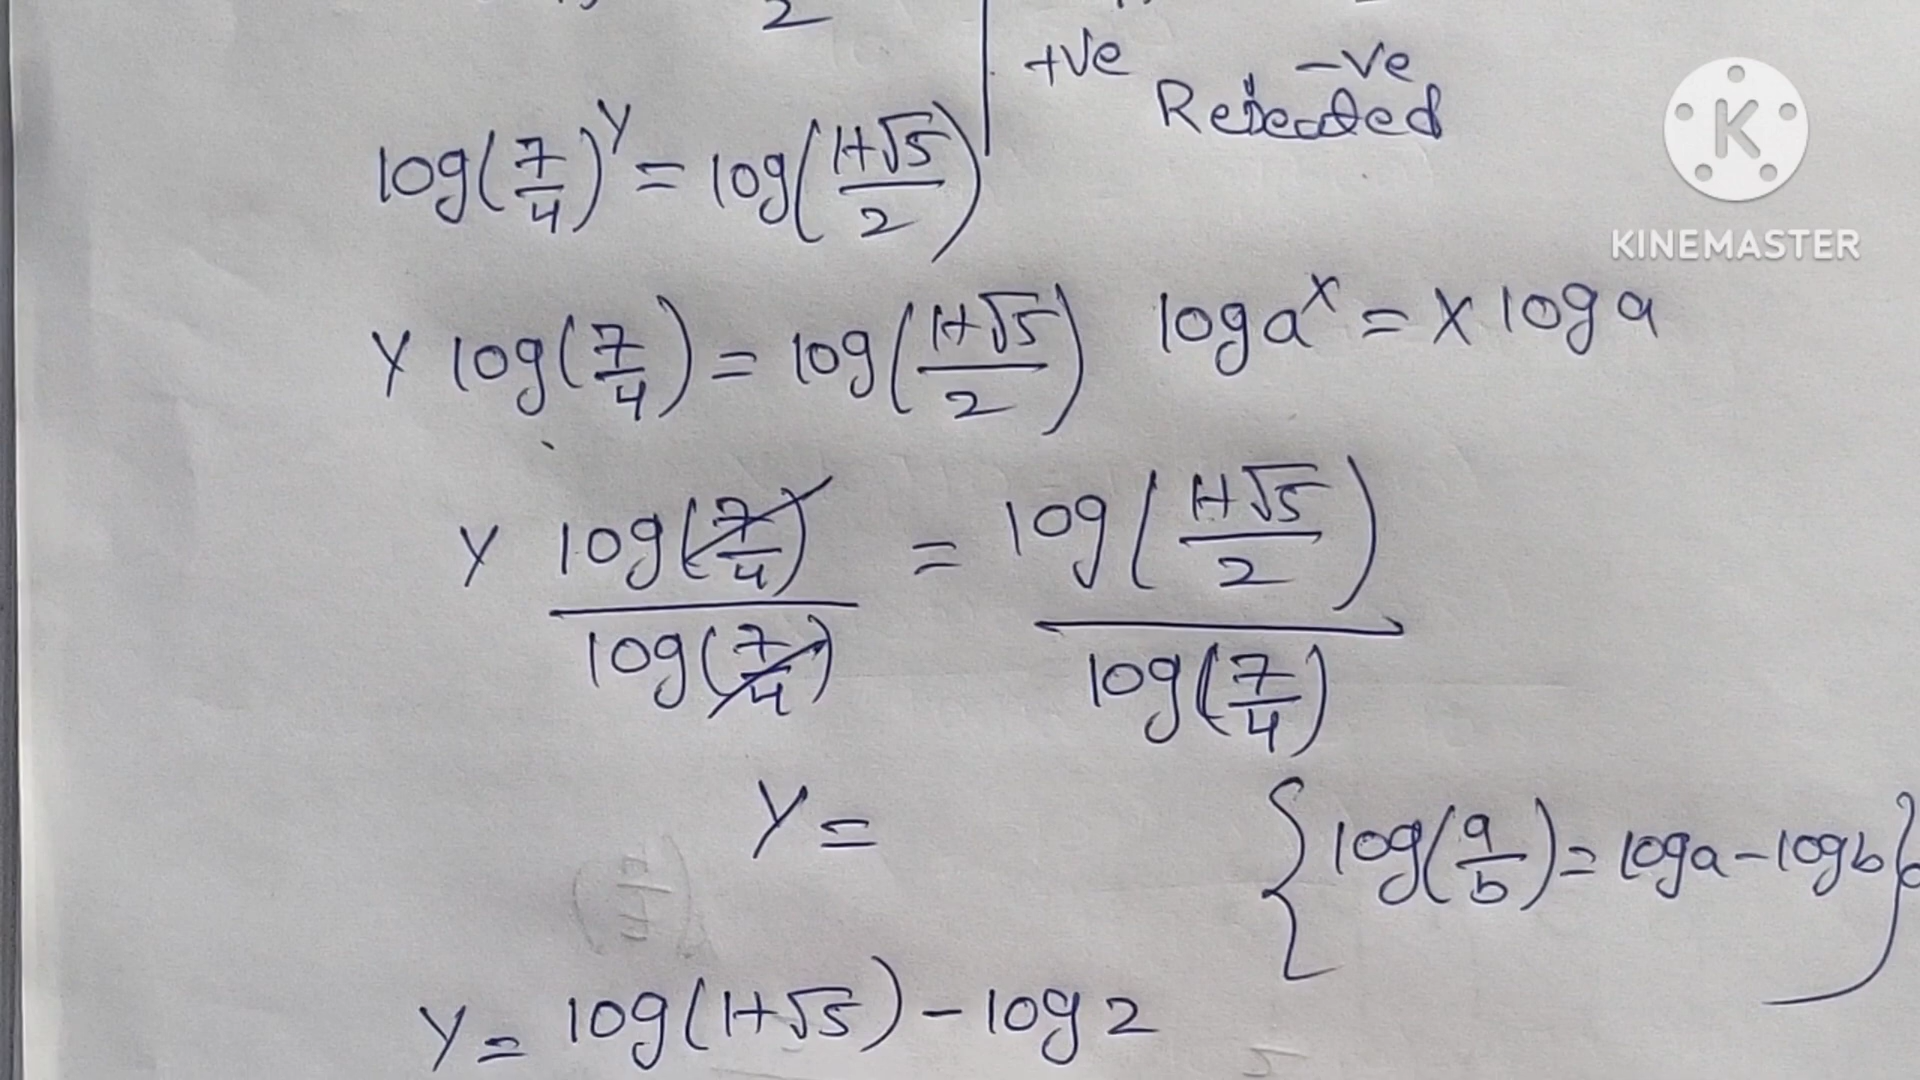 2
+ve -ve
Rejected
log(7/4)^y = log((1+√5)/2)
y log(7/4) = log((1+√5)/2) log a^x = x log a
y log(7/4)/log(7/4) = log((1+√5)/2)/log(7/4)
y =
{log(a/b) = log a - log b}
y = log(1+√5) - log 2
K
KINEMASTER